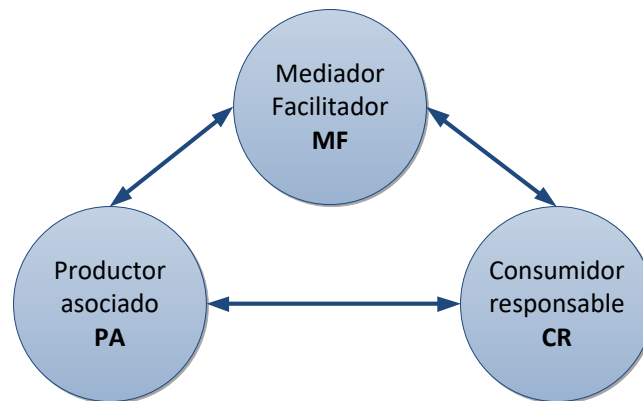 Mediador
Facilitador
MF
Productor
asociado
PA
Consumidor
responsable
CR